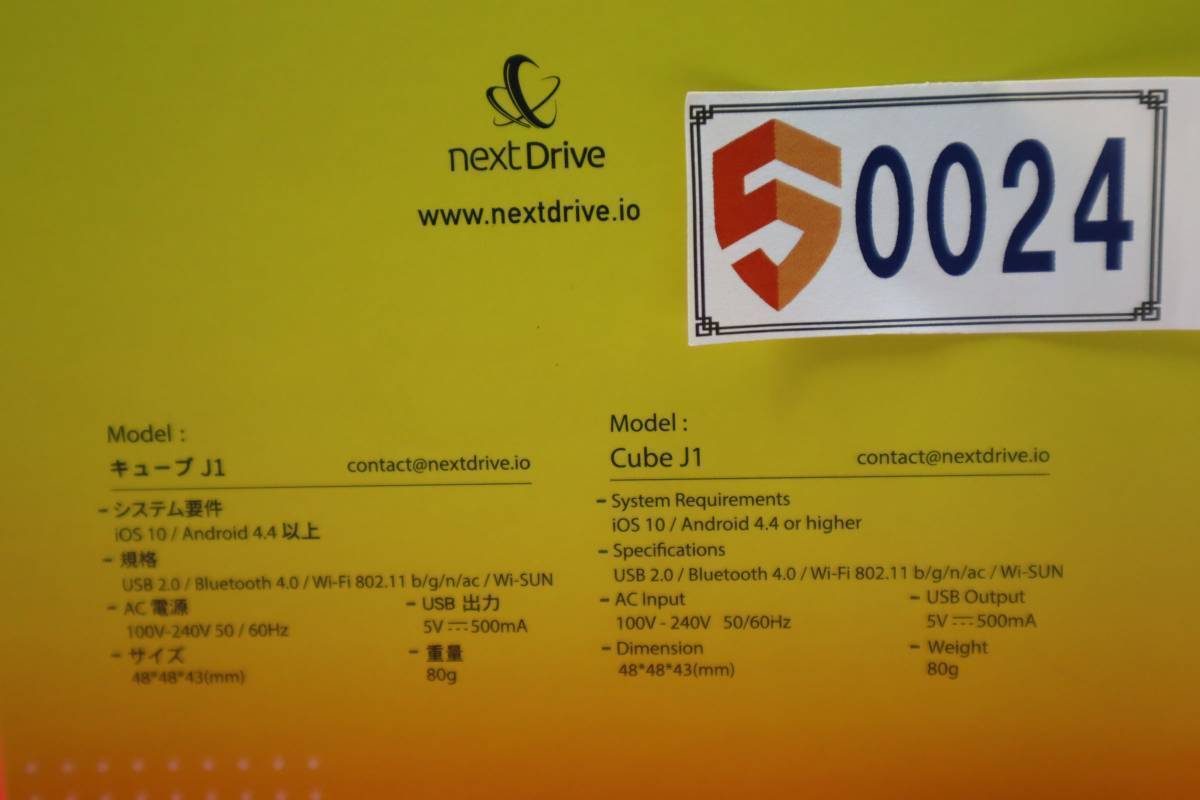 nextDrive
www.nextdrive.io
0024
Model :
キューブ J1 contact@nextdrive.io
- システム要件
iOS 10 / Android 4.4 以上
- 規格
USB 2.0 / Bluetooth 4.0 / Wi-Fi 802.11 b/g/n/ac / Wi-SUN
- AC 電源 - USB 出力
100V-240V 50 / 60Hz 5V ⎓ 500mA
- サイズ - 重量
48*48*43(mm) 80g
Model :
Cube J1 contact@nextdrive.io
- System Requirements
iOS 10 / Android 4.4 or higher
- Specifications
USB 2.0 / Bluetooth 4.0 / Wi-Fi 802.11 b/g/n/ac / Wi-SUN
- AC Input - USB Output
100V - 240V 50/60Hz 5V ⎓ 500mA
- Dimension - Weight
48*48*43(mm) 80g